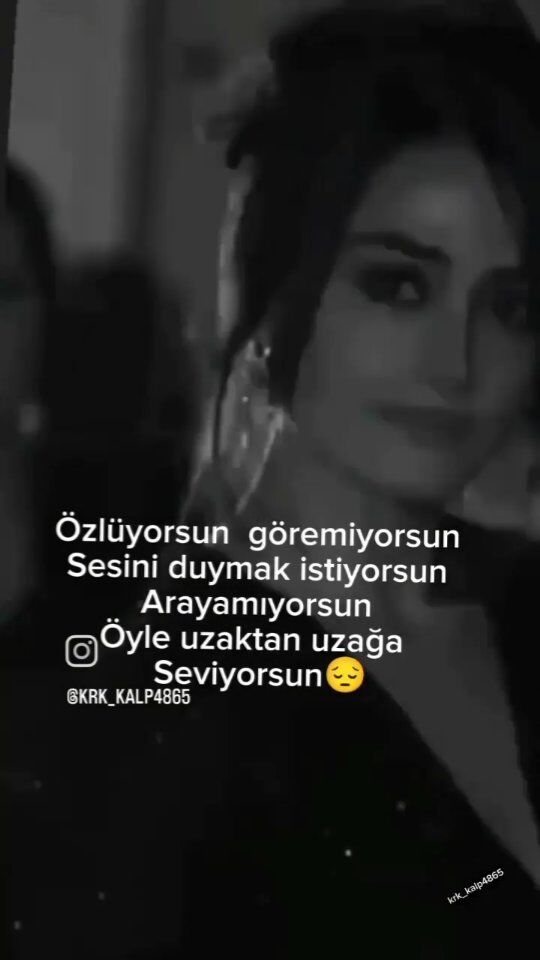 Özlüyorsun göremiyorsun
Sesini duymak istiyorsun
Arayamıyorsun
Öyle uzaktan uzağa
Seviyorsun😔
@KRK_KALP4865
krk_kalp4865